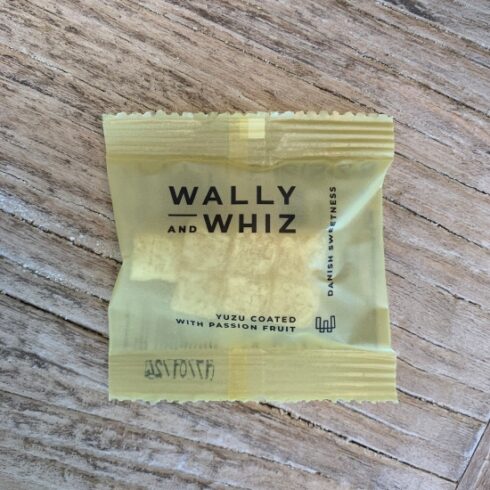 WALLY
AND WHIZ
DANISH SWEETNESS
YUZU COATED
WITH PASSION FRUIT